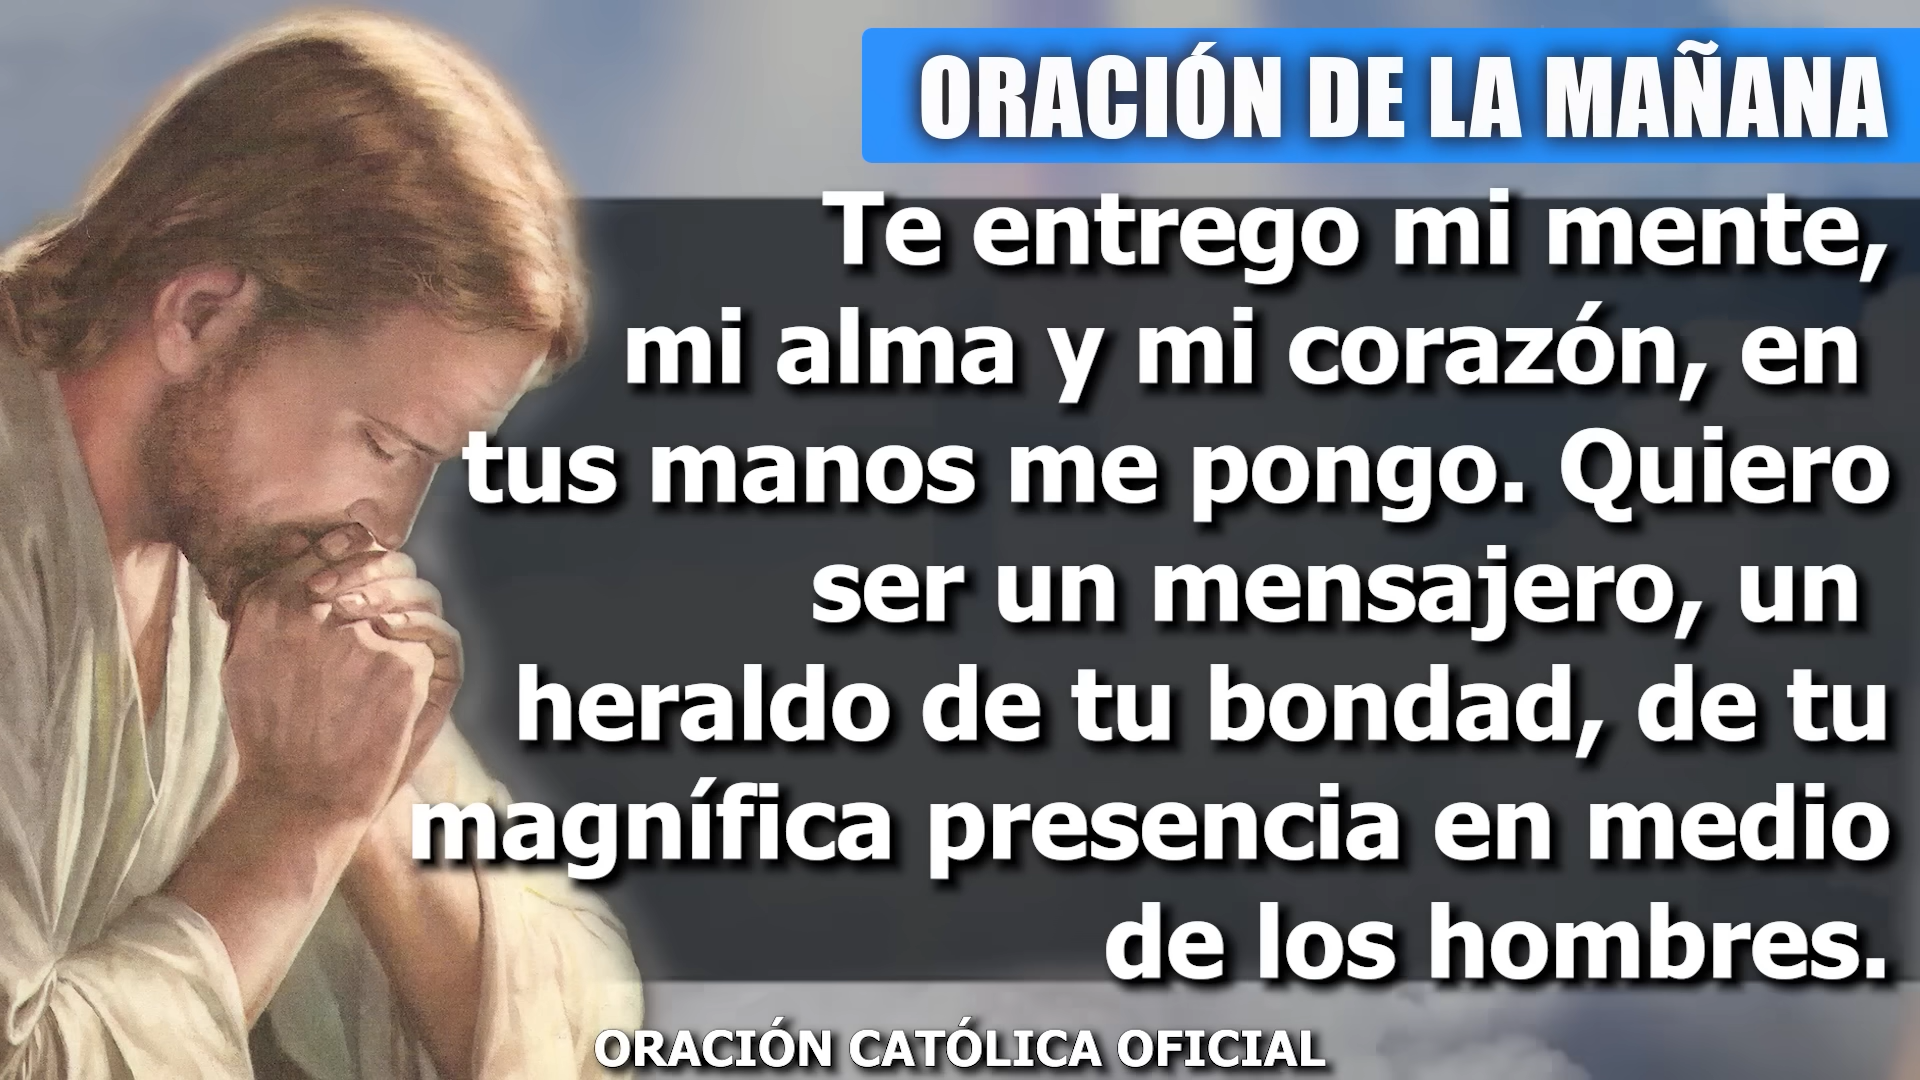 ORACIÓN DE LA MAÑANA
Te entrego mi mente,
mi alma y mi corazón, en
tus manos me pongo. Quiero
ser un mensajero, un
heraldo de tu bondad, de tu
magnífica presencia en medio
de los hombres.
ORACIÓN CATÓLICA OFICIAL